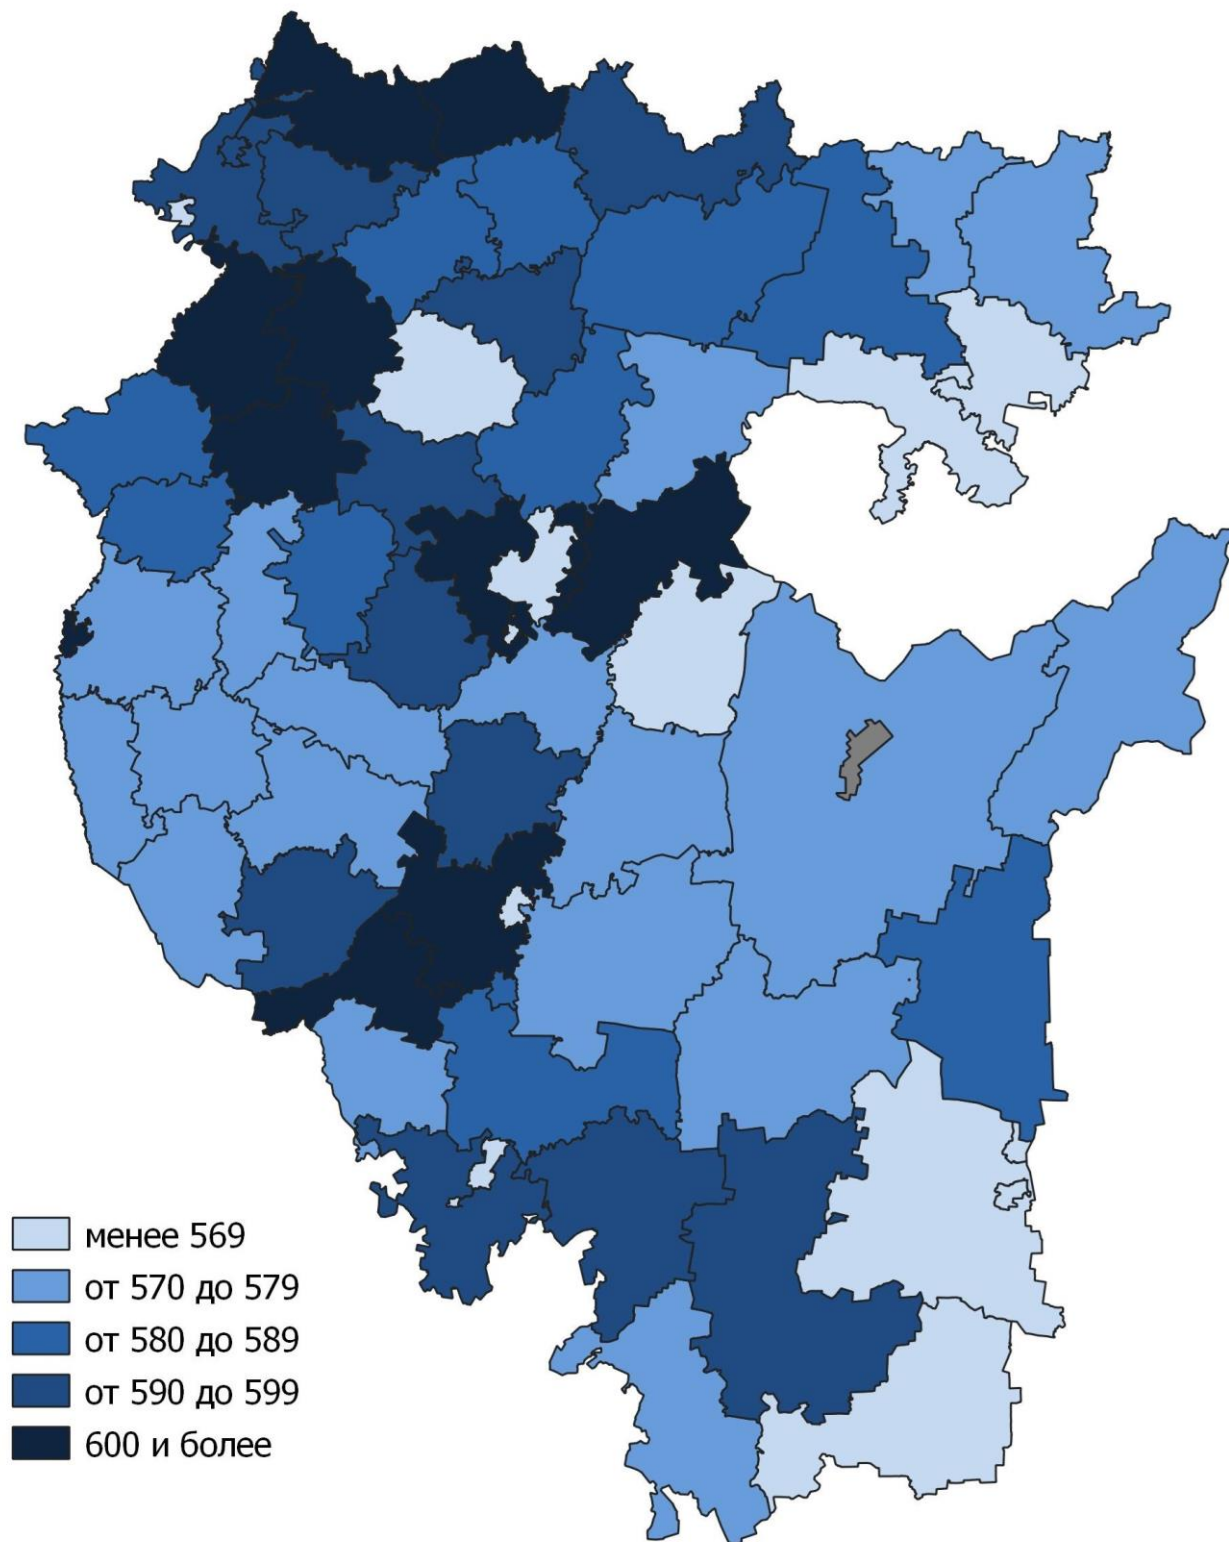 менее 569
от 570 до 579
от 580 до 589
от 590 до 599
600 и более